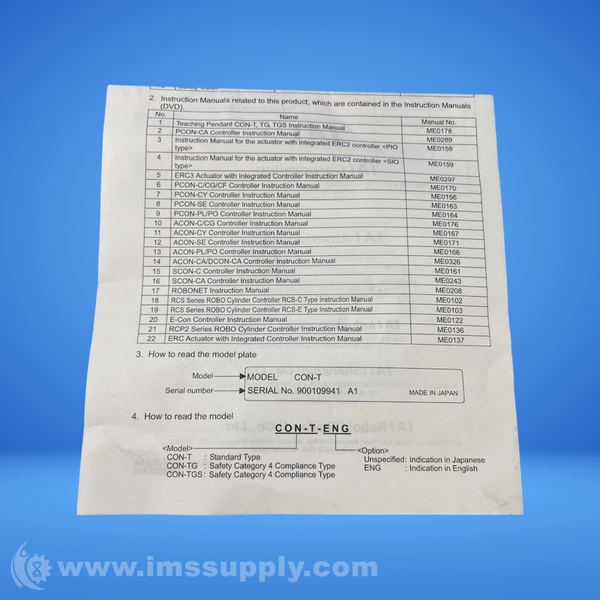 2. Instruction Manuals related to this product, which are contained in the Instruction Manuals
(DVD).
No. Name Manual No.
1 Teaching Pendant CON-T, TG, TGS Instruction Manual ME0178
2 PCON-CA Controller Instruction Manual ME0289
3 Instruction Manual for the actuator with integrated ERC2 controller <PIO ME0158
type>
4 Instruction Manual for the actuator with integrated ERC2 controller <SIO ME0159
type>
5 ERC3 Actuator with Integrated Controller Instruction Manual ME0297
6 PCON-C/CG/CF Controller Instruction Manual ME0170
7 PCON-CY Controller Instruction Manual ME0156
8 PCON-SE Controller Instruction Manual ME0163
9 PCON-PL/PO Controller Instruction Manual ME0164
10 ACON-C/CG Controller Instruction Manual ME0176
11 ACON-CY Controller Instruction Manual ME0167
12 ACON-SE Controller Instruction Manual ME0171
13 ACON-PL/PO Controller Instruction Manual ME0166
14 ACON-CA/DCON-CA Controller Instruction Manual ME0326
15 SCON-C Controller Instruction Manual ME0161
16 SCON-CA Controller Instruction Manual ME0243
17 ROBONET Instruction Manual ME0208
18 RCS Series ROBO Cylinder Controller RCS-C Type Instruction Manual ME0102
19 RCS Series ROBO Cylinder Controller RCS-E Type Instruction Manual ME0103
20 E-Con Controller Instruction Manual ME0122
21 RCP2 Series ROBO Cylinder Controller Instruction Manual ME0136
22 ERC Actuator with Integrated Controller Instruction Manual ME0137
3. How to read the model plate
Model MODEL CON-T
Serial number SERIAL No. 900109941 A1 MADE IN JAPAN
4. How to read the model
CON-T-ENG
<Model> <Option>
CON-T : Standard Type Unspecified: Indication in Japanese
CON-TG : Safety Category 4 Compliance Type ENG : Indication in English
CON-TGS : Safety Category 4 Compliance Type
www.imssupply.com